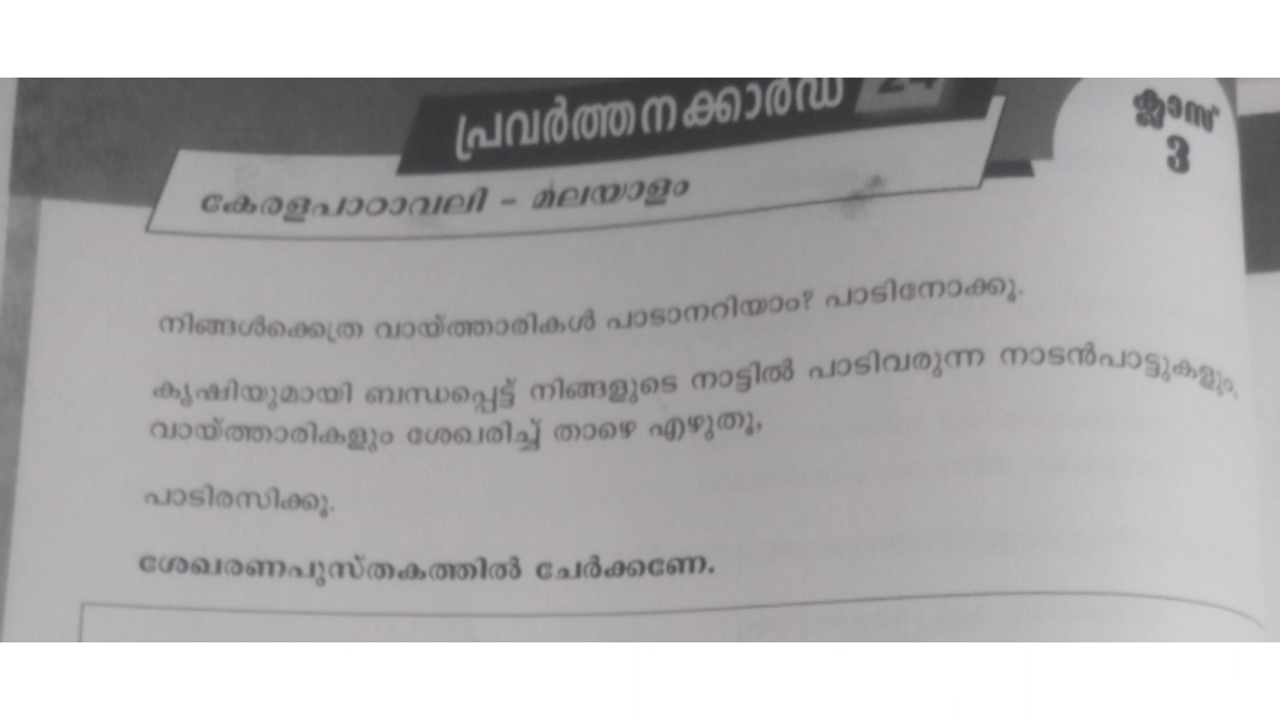 പ്രവർത്തനക്കാർഡ് 24
ക്ലാസ്
3
കേരളപാഠാവലി – മലയാളം
നിങ്ങൾക്കെത്ര വായ്ത്താരികൾ പാടാനറിയാം? പാടിനോക്കൂ.
കൃഷിയുമായി ബന്ധപ്പെട്ട് നിങ്ങളുടെ നാട്ടിൽ പാടിവരുന്ന നാടൻപാട്ടുകളും,
വായ്ത്താരികളും ശേഖരിച്ച് താഴെ എഴുതൂ.
പാടിരസിക്കൂ.
ശേഖരണപുസ്തകത്തിൽ ചേർക്കണേ.